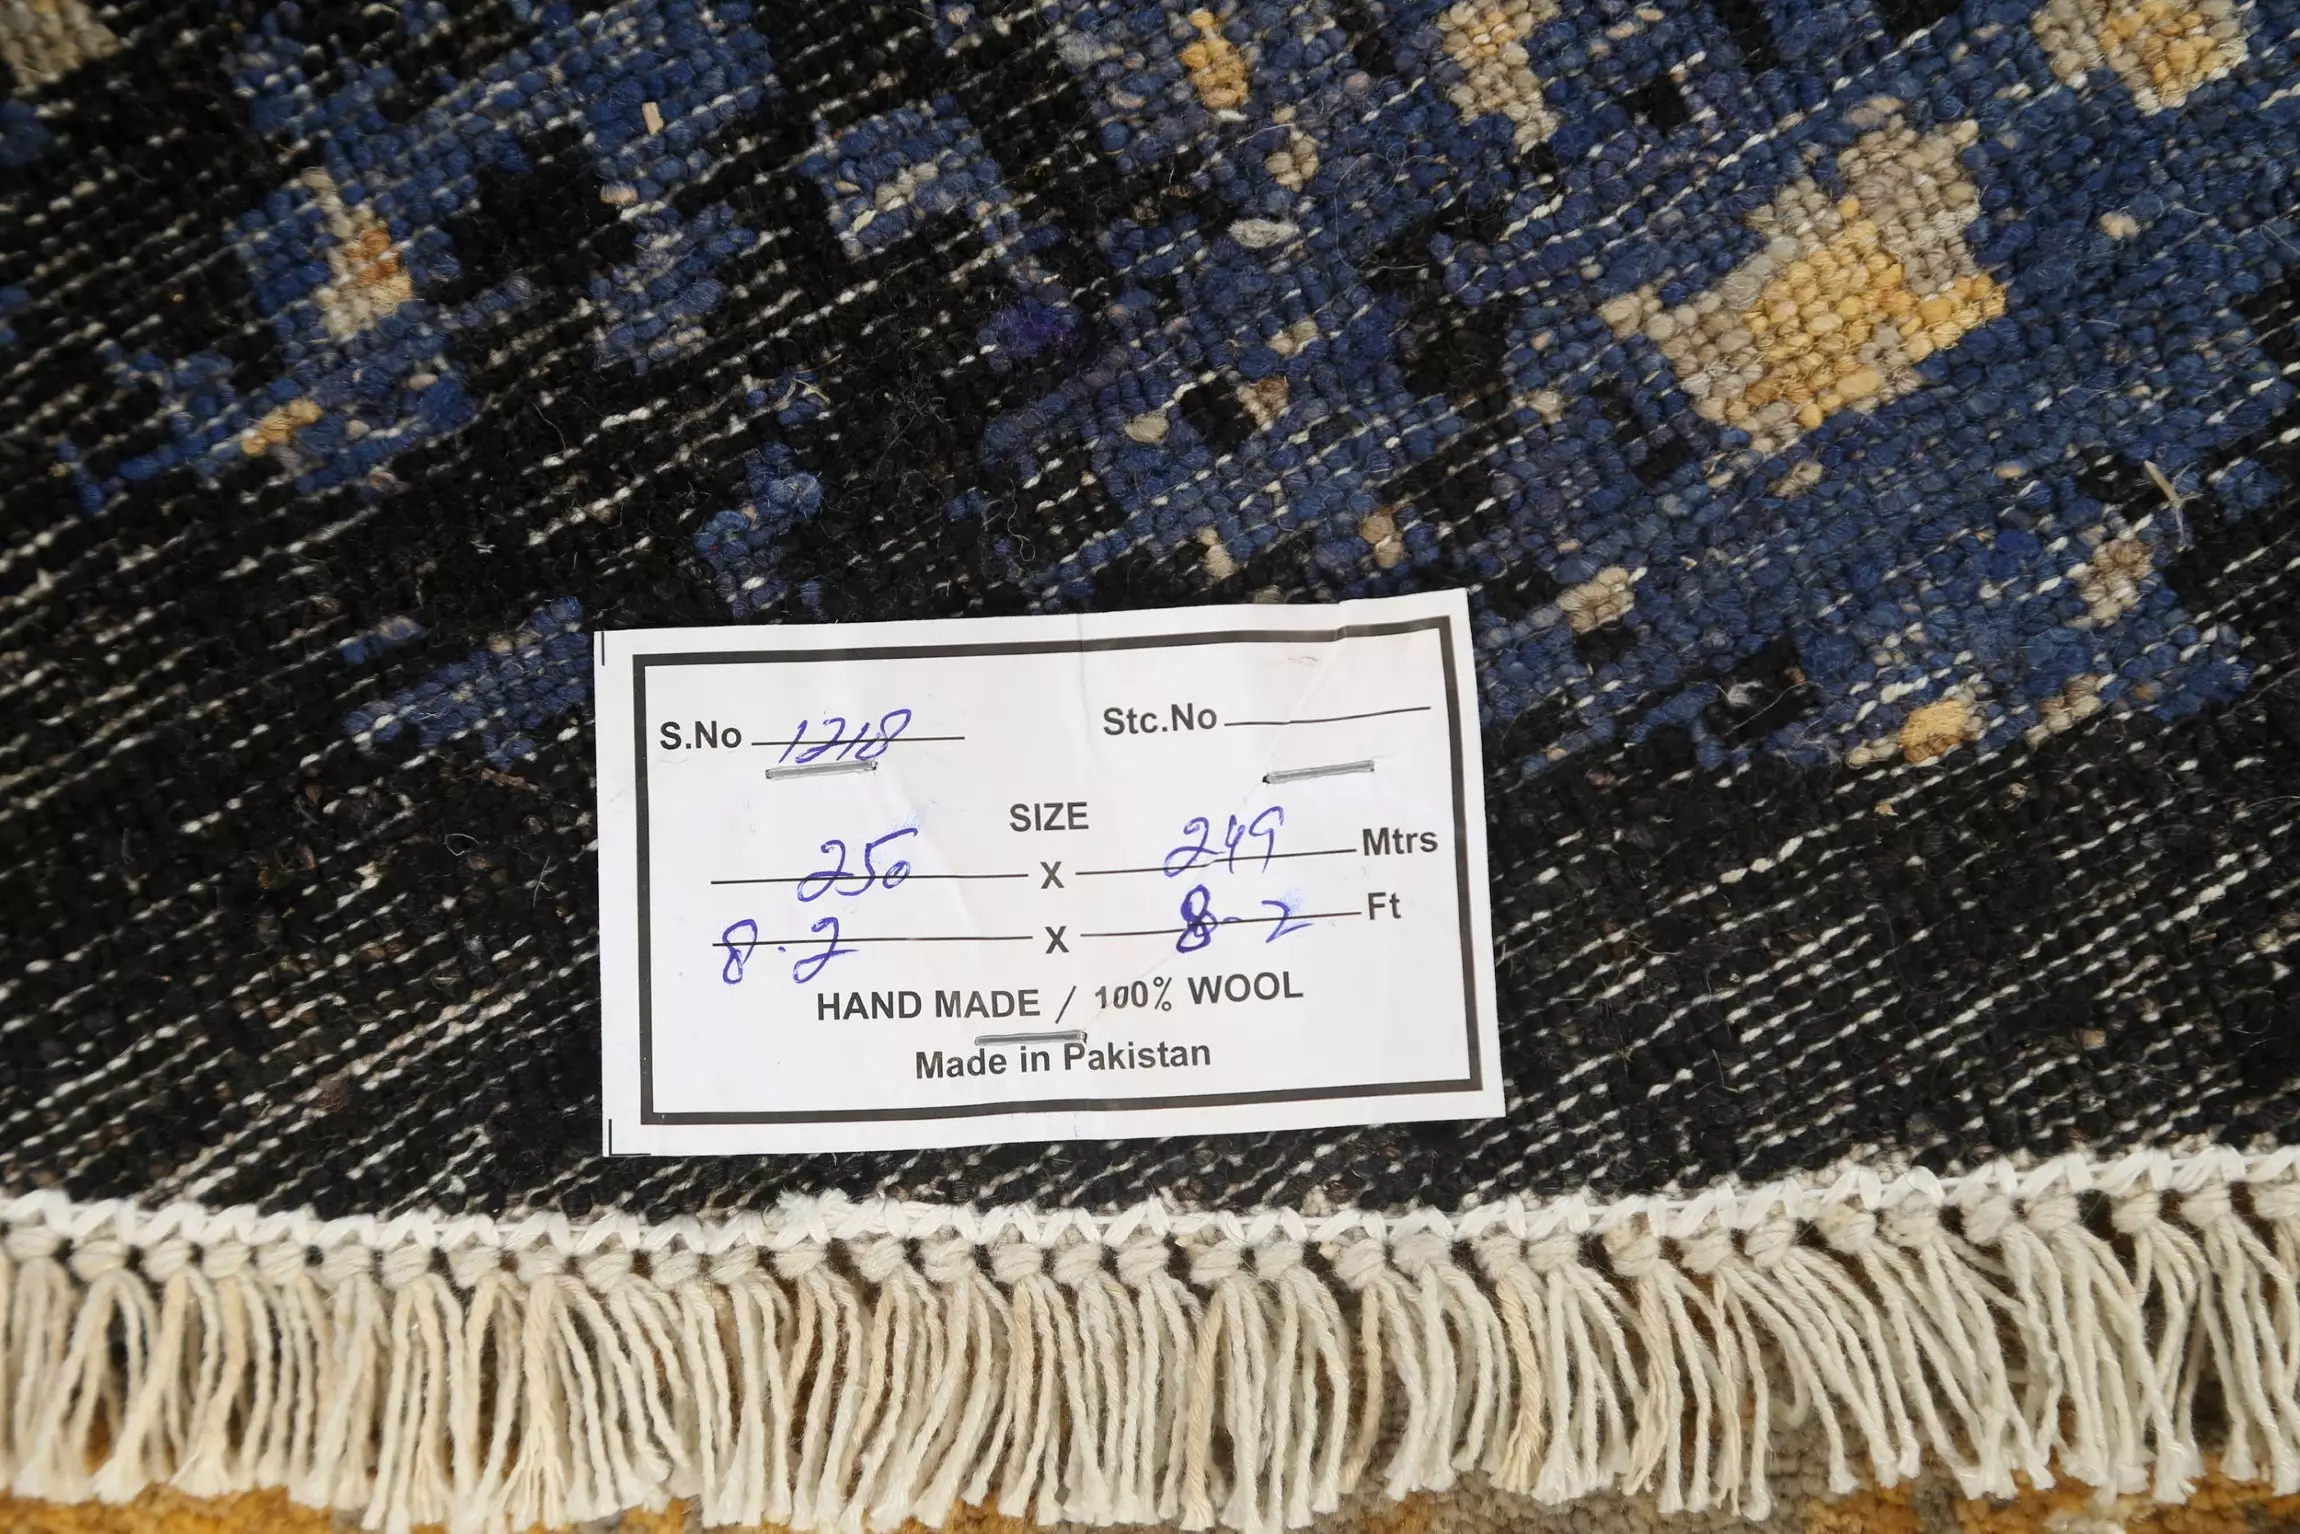 S.No 1218 Stc.No
SIZE
250 X 249 Mtrs
8.2 X 8-2 Ft
HAND MADE / 100% WOOL
Made in Pakistan